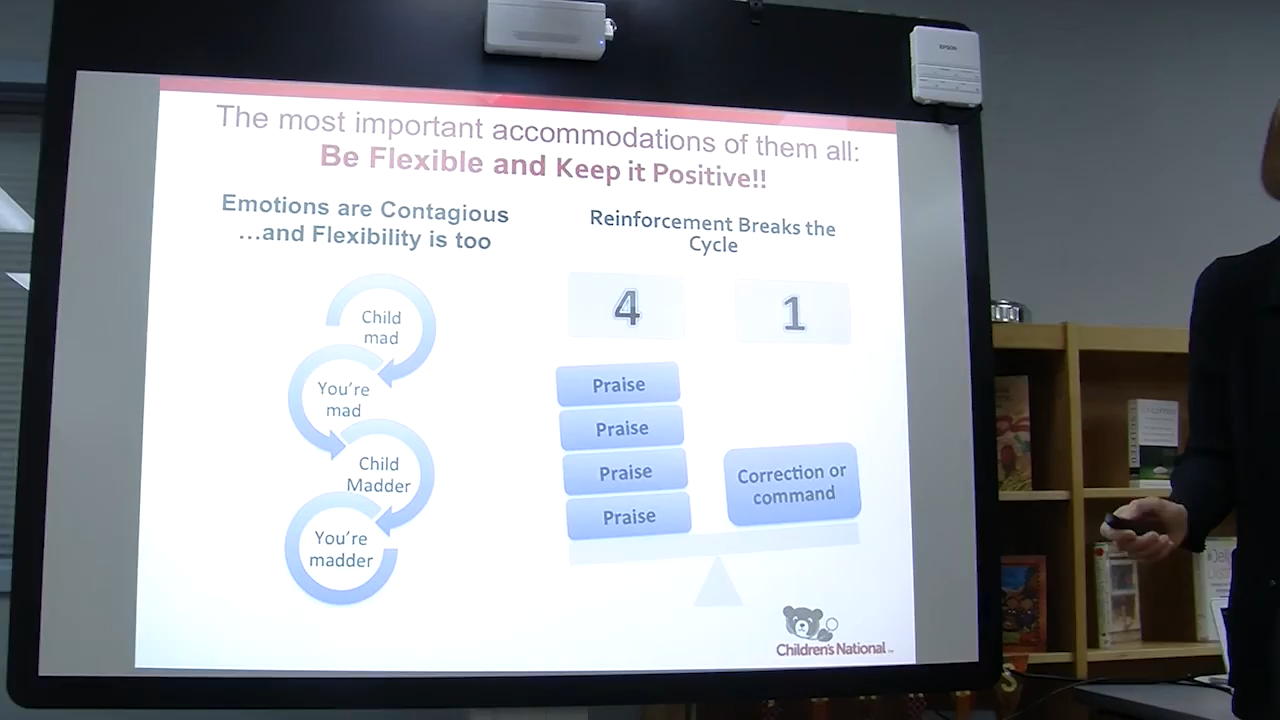 EPSON
The most important accommodations of them all:
Be Flexible and Keep it Positive!!
Emotions are Contagious
...and Flexibility is too
Child
mad
You're
mad
Child
Madder
You're
madder
Reinforcement Breaks the
Cycle
4
1
Praise
Praise
Praise
Praise
Correction or
command
Children's National